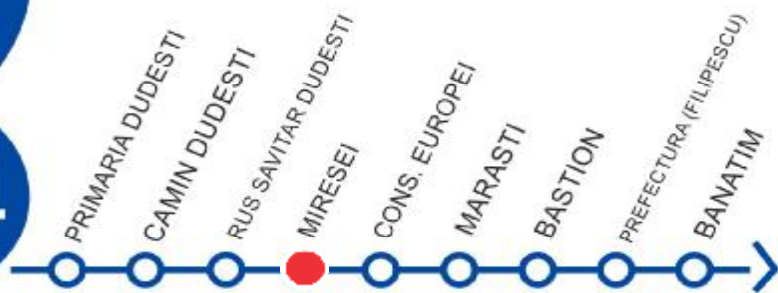 PRIMARIA DUDESTI
CAMIN DUDESTI
RUS SAVITAR DUDESTI
MIRESEI
CONS. EUROPEI
MARASTI
BASTION
PREFECTURA (FILIPESCU)
BANATIM